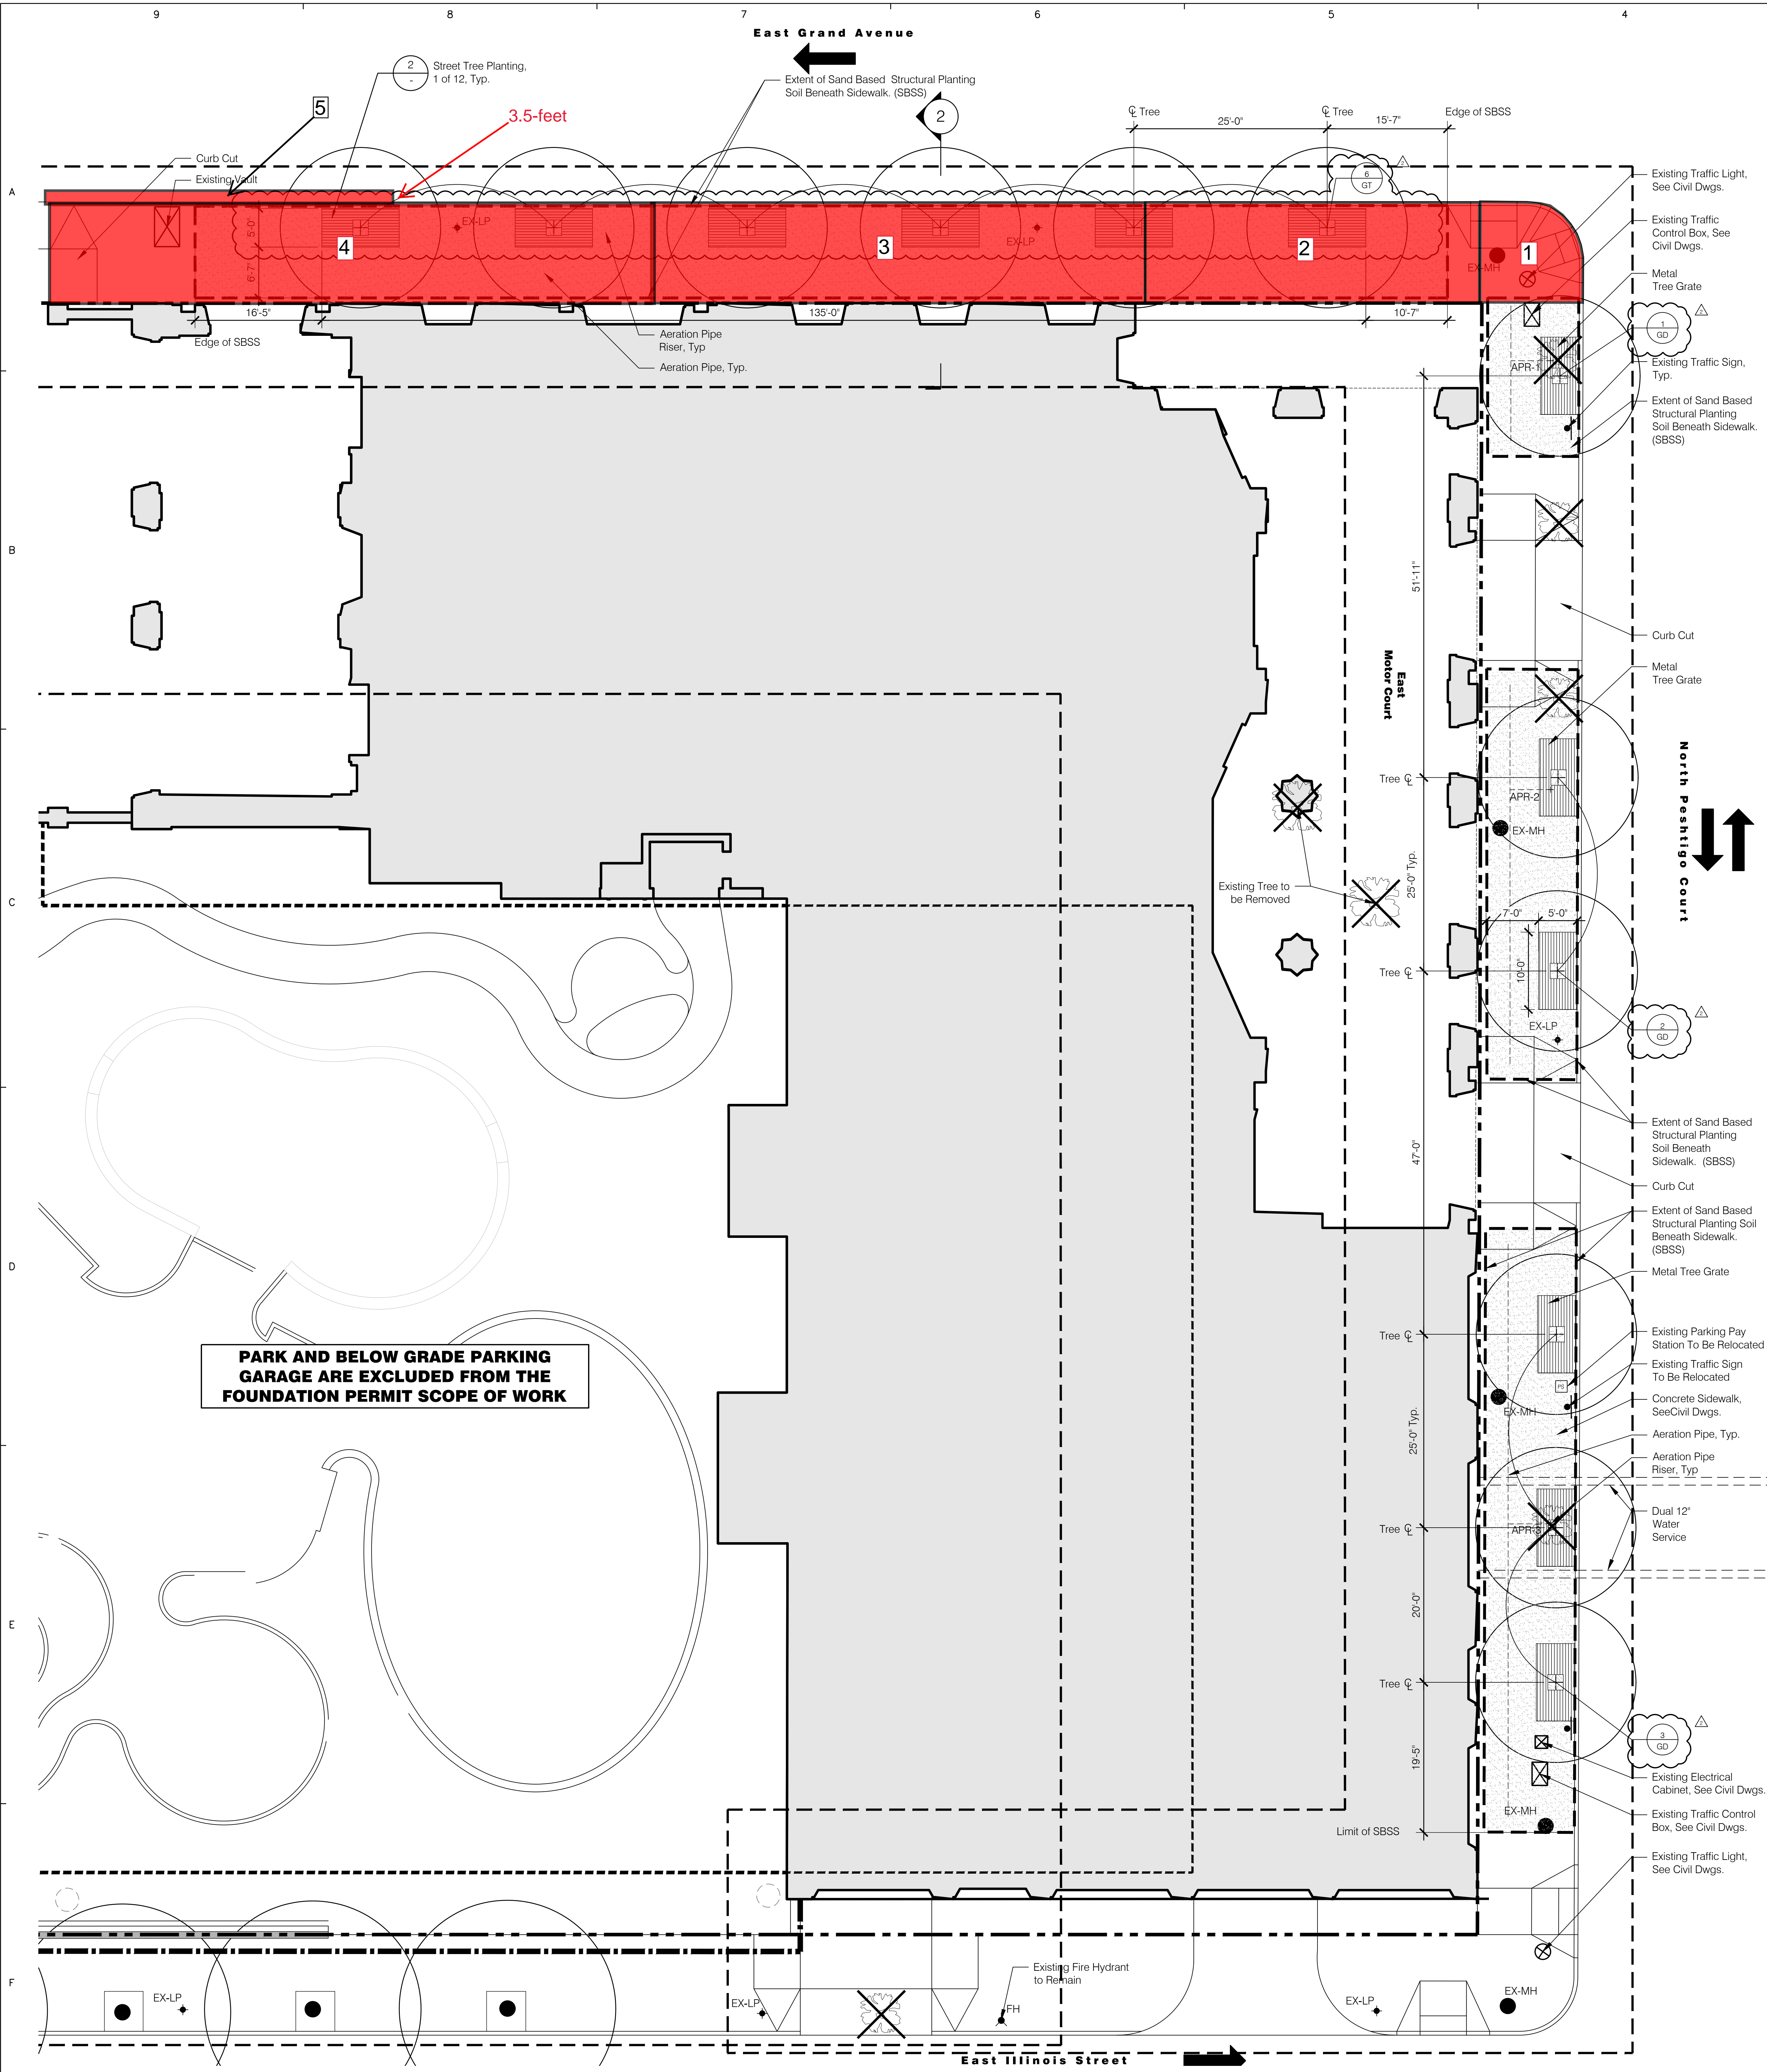 9
8
7
6
5
4
East Grand Avenue
2
-
Street Tree Planting,
1 of 12, Typ.
5
3.5-feet
Extent of Sand Based Structural Planting
Soil Beneath Sidewalk. (SBSS)
2
℄ Tree
25'-0"
℄ Tree
15'-7"
Edge of SBSS
A
Curb Cut
Existing Vault
6
GT
2
Existing Traffic Light,
See Civil Dwgs.
Existing Traffic
Control Box, See
Civil Dwgs.
5'-0"
6'-7"
4
EX-LP
3
EX-LP
2
EX-MH
1
Metal
Tree Grate
16'-5"
135'-0"
10'-7"
Edge of SBSS
Aeration Pipe
Riser, Typ
Aeration Pipe, Typ.
APR-1
1
GD
2
Existing Traffic Sign,
Typ.
Extent of Sand Based
Structural Planting
Soil Beneath Sidewalk.
(SBSS)
B
51'-11"
Curb Cut
Metal
Tree Grate
East
Motor Court
North Peshtigo Court
Tree ℄
APR-2
EX-MH
C
Existing Tree to
be Removed
25'-0" Typ.
7'-0"
5'-0"
10'-0"
Tree ℄
EX-LP
2
GD
2
47'-0"
Extent of Sand Based
Structural Planting
Soil Beneath
Sidewalk. (SBSS)
Curb Cut
Extent of Sand Based
Structural Planting Soil
Beneath Sidewalk.
(SBSS)
D
Metal Tree Grate
Tree ℄
PARK AND BELOW GRADE PARKING
GARAGE ARE EXCLUDED FROM THE
FOUNDATION PERMIT SCOPE OF WORK
Existing Parking Pay
Station To Be Relocated
PS
Existing Traffic Sign
To Be Relocated
EX-MH
Concrete Sidewalk,
SeeCivil Dwgs.
25'-0" Typ.
Aeration Pipe, Typ.
Aeration Pipe
Riser, Typ
Tree ℄
APR-3
Dual 12"
Water
Service
E
20'-0"
Tree ℄
19'-5"
3
GD
2
Existing Electrical
Cabinet, See Civil Dwgs.
EX-MH
Existing Traffic Control
Box, See Civil Dwgs.
Limit of SBSS
Existing Traffic Light,
See Civil Dwgs.
F
Existing Fire Hydrant
to Remain
EX-LP
EX-LP
FH
EX-LP
EX-MH
East Illinois Street